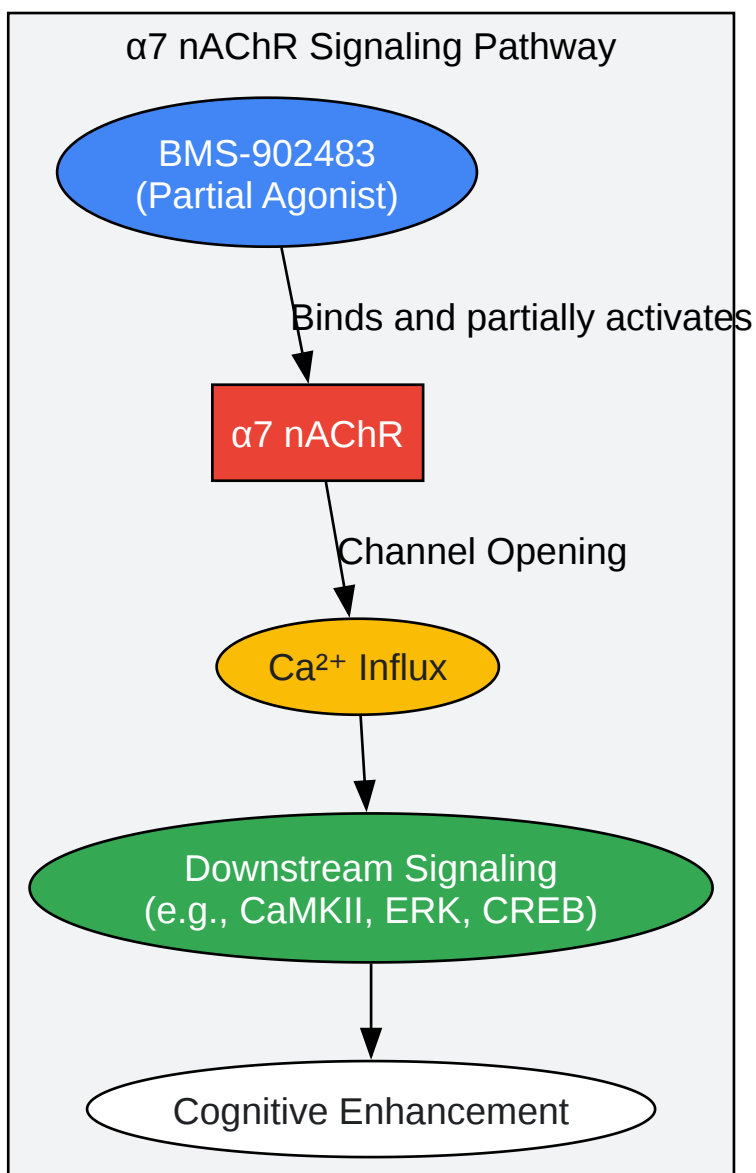 α7 nAChR Signaling Pathway
BMS-902483
(Partial Agonist)
Binds and partially activates
α7 nAChR
Channel Opening
Ca²⁺ Influx
Downstream Signaling
(e.g., CaMKII, ERK, CREB)
Cognitive Enhancement